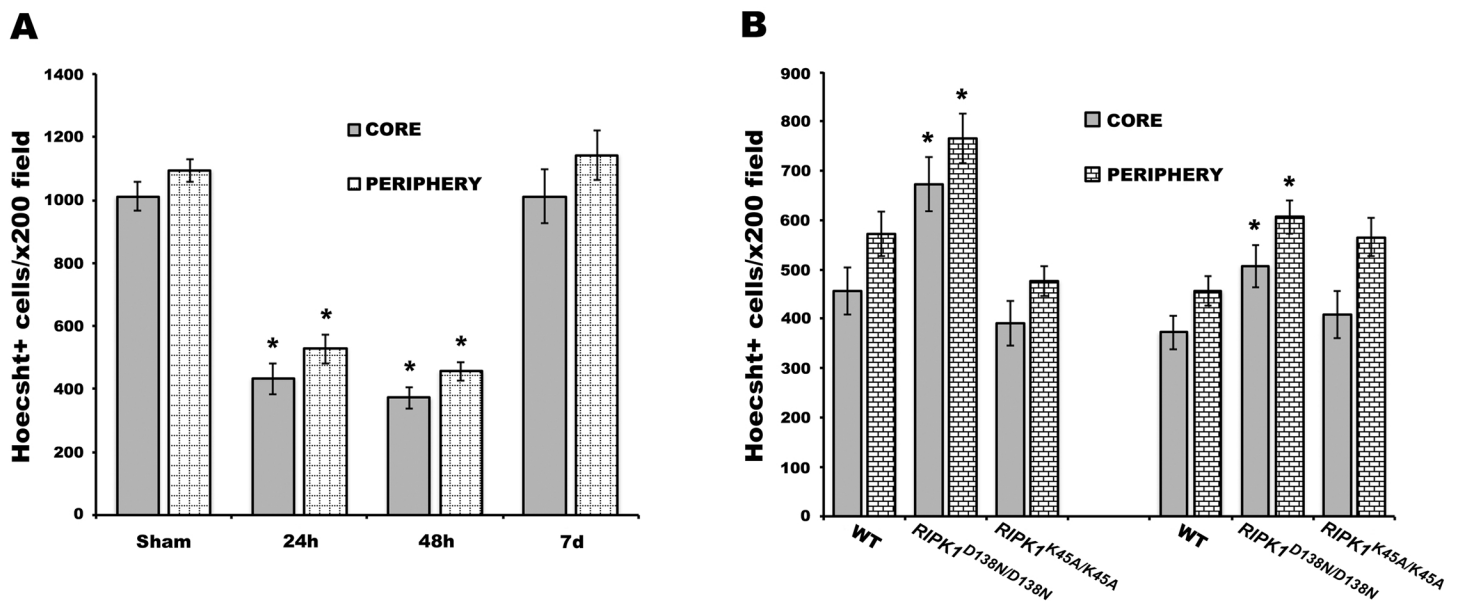 A
1400
1200
1000
800
600
400
200
0
Hoecsht+ cells/x200 field
CORE
PERIPHERY
*
*
*
*
Sham
24h
48h
7d
B
900
800
700
600
500
400
300
200
100
0
Hoecsht+ cells/x200 field
CORE
PERIPHERY
*
*
*
*
WT
RIPK1D138N/D138N
RIPK1K45A/K45A
WT
RIPK1D138N/D138N
RIPK1K45A/K45A